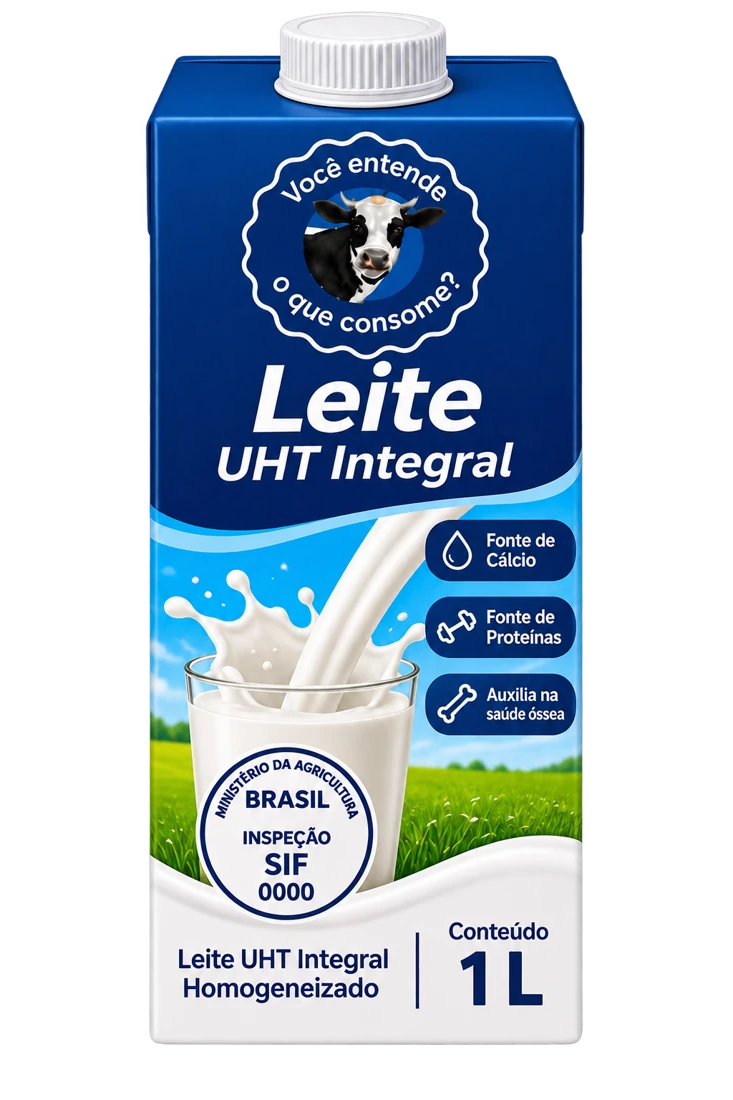 Você entende
o que consome?
Leite
UHT Integral
Fonte de
Cálcio
Fonte de
Proteínas
Auxilia na
saúde óssea
MINISTÉRIO DA AGRICULTURA
BRASIL
INSPEÇÃO
SIF
0000
Leite UHT Integral
Homogeneizado
Conteúdo
1L